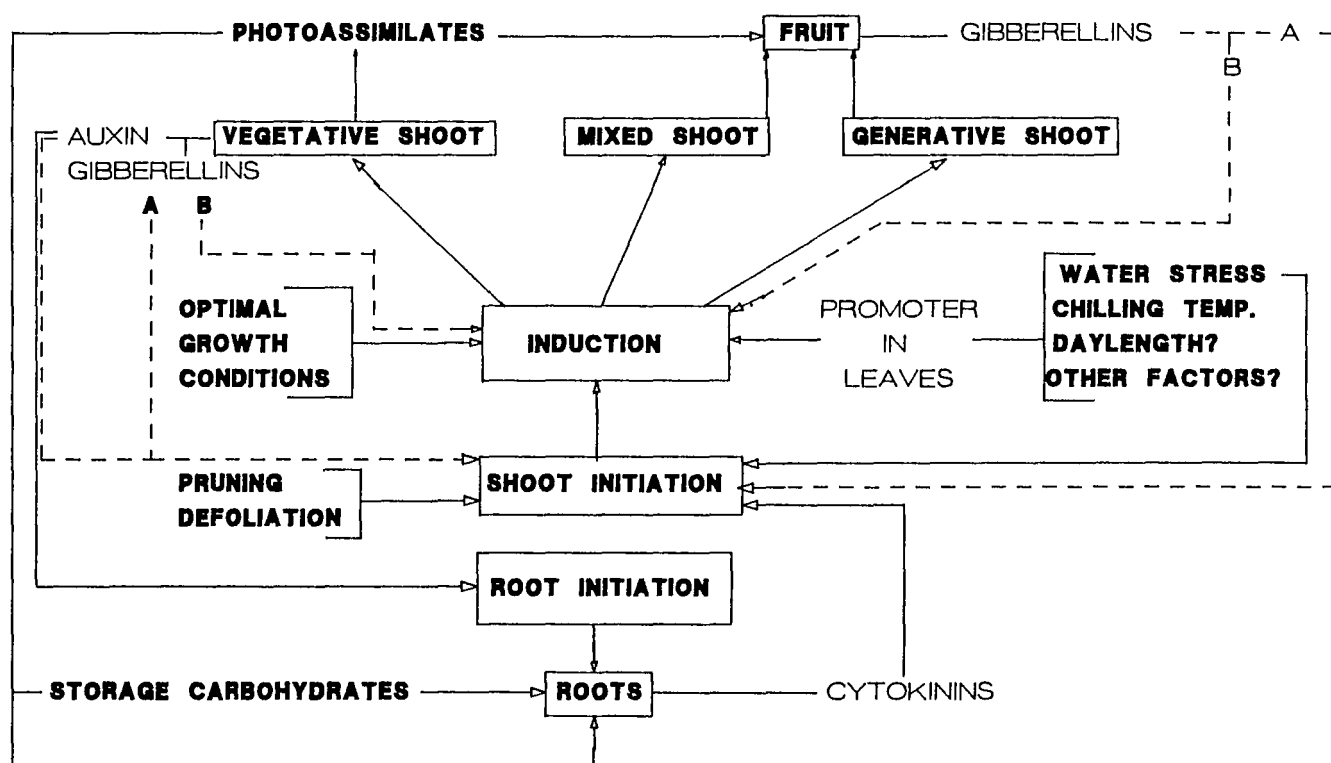 PHOTOASSIMILATES
FRUIT
GIBBERELLINS
A
B
AUXIN
GIBBERELLINS
A
B
VEGETATIVE SHOOT
MIXED SHOOT
GENERATIVE SHOOT
OPTIMAL
GROWTH
CONDITIONS
INDUCTION
PROMOTER
IN
LEAVES
WATER STRESS
CHILLING TEMP.
DAYLENGTH?
OTHER FACTORS?
PRUNING
DEFOLIATION
SHOOT INITIATION
ROOT INITIATION
STORAGE CARBOHYDRATES
ROOTS
CYTOKININS